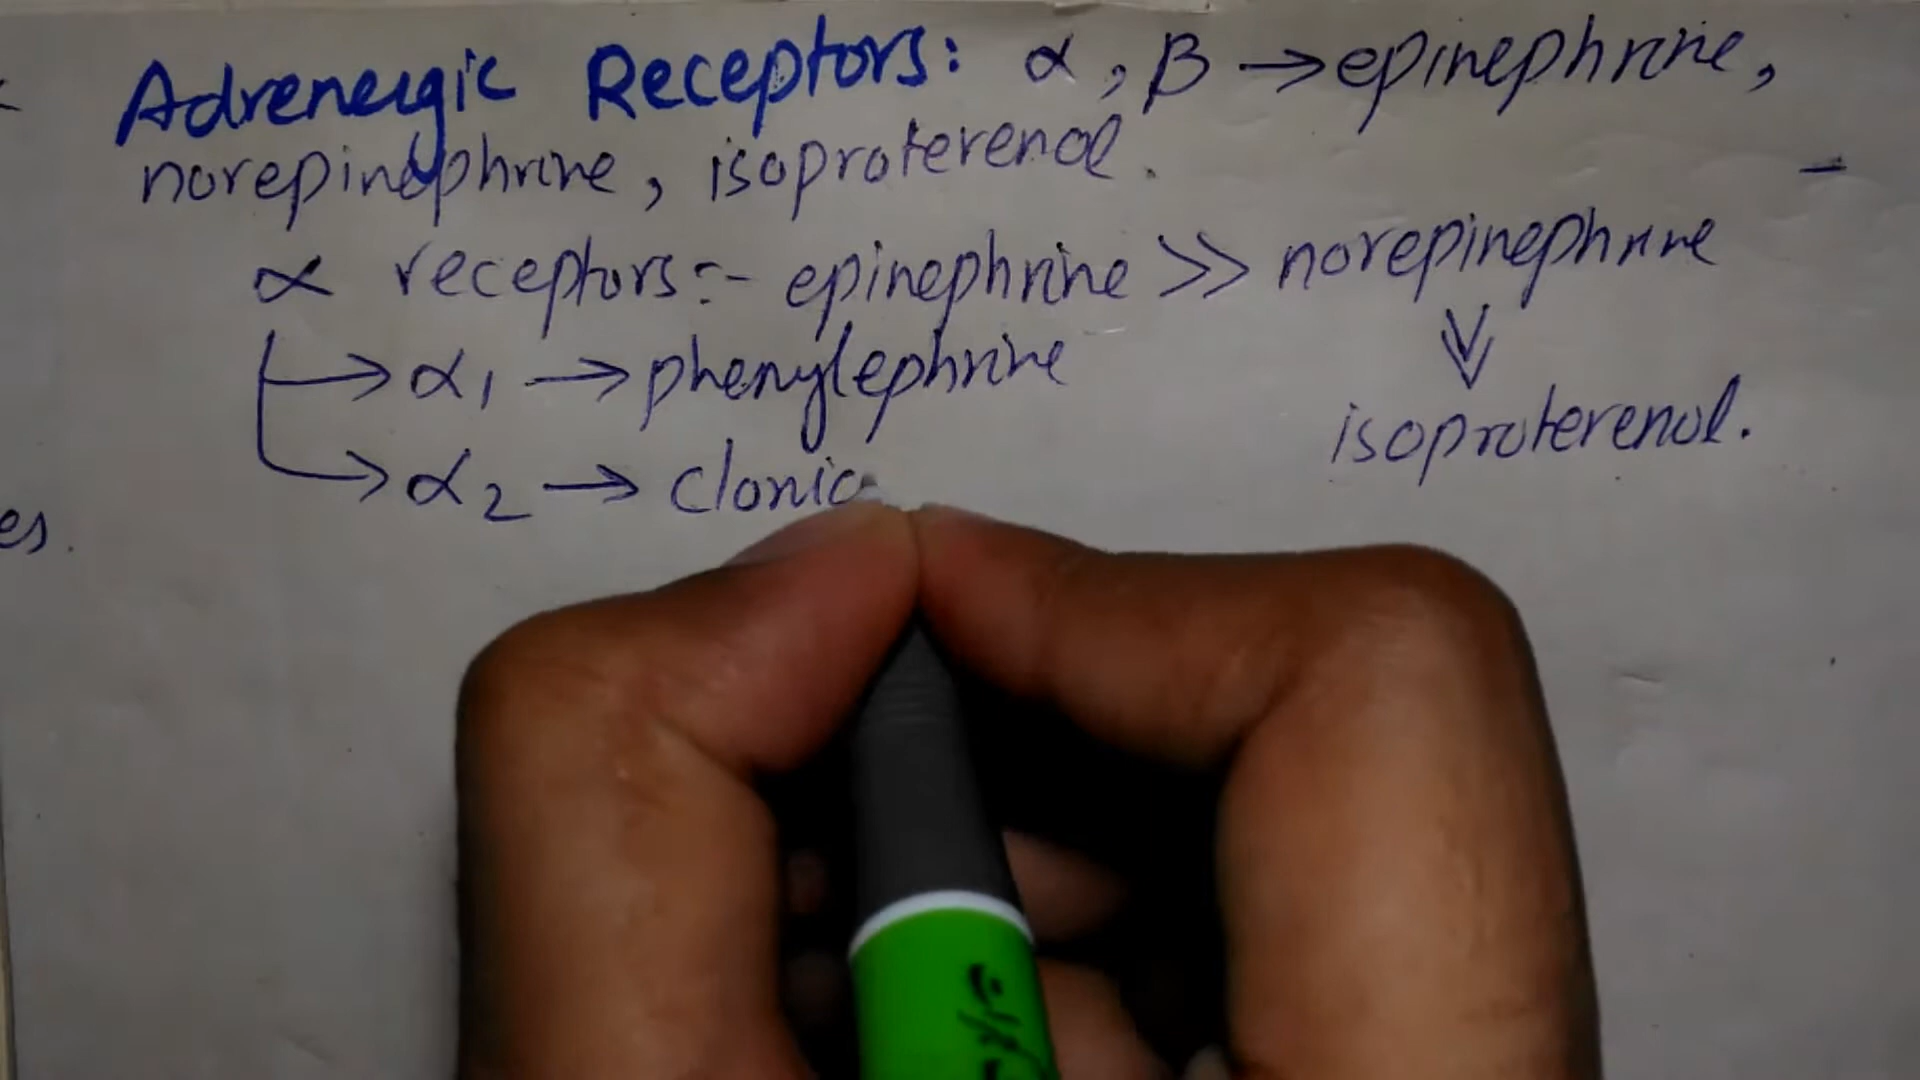 Adrenergic Receptors: α, β → epinephrine,
norepinephrine, isoproterenol.
α receptors:- epinephrine >> norepinephrine
>> isoproterenol.
→ α1 → phenylephrine
→ α2 → clonic
es.